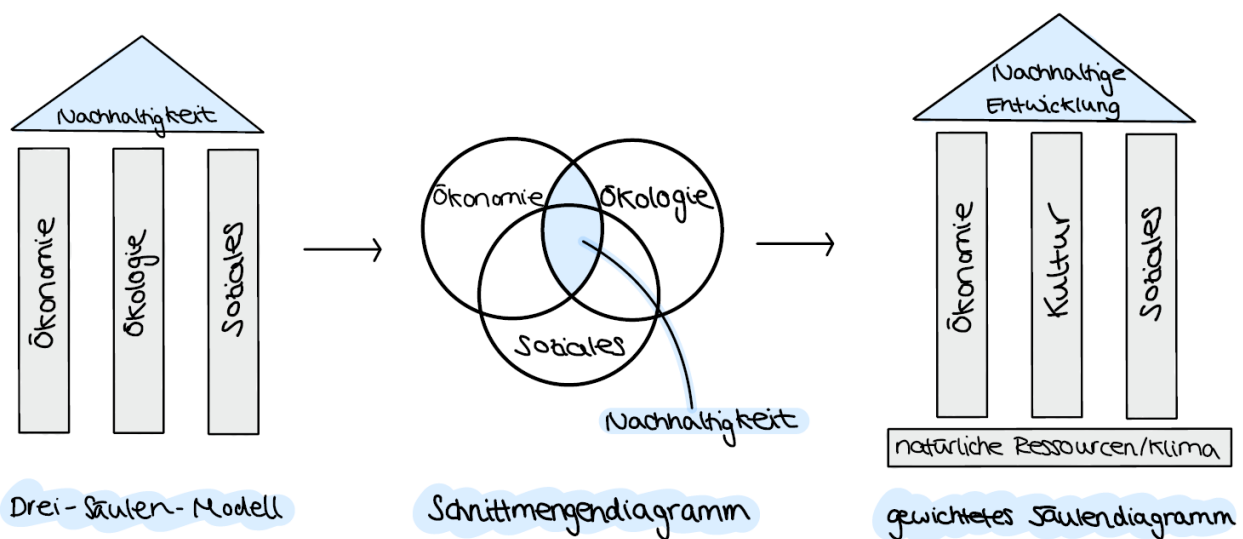 Nachhaltigkeit
Ökonomie
Ökologie
Soziales
Drei-Säulen-Modell
Ökonomie
Ökologie
Soziales
Nachhaltigkeit
Schnittmengendiagramm
Nachhaltige
Entwicklung
Ökonomie
Kultur
Soziales
natürliche Ressourcen/Klima
gewichtetes Säulendiagramm